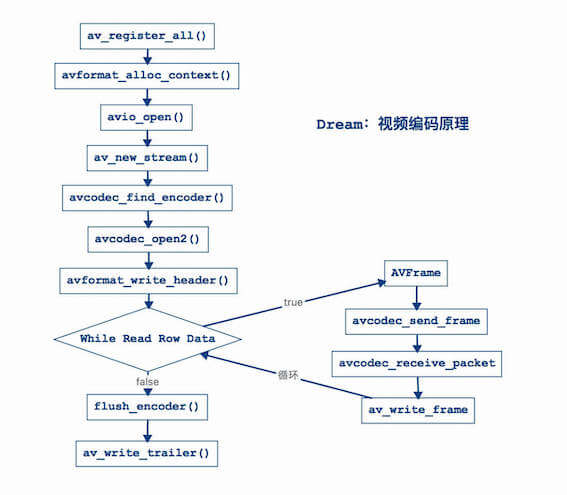 av_register_all()
avformat_alloc_context()
avio_open()
Dream: 视频编码原理
av_new_stream()
avcodec_find_encoder()
avcodec_open2()
avformat_write_header()
While Read Row Data
true
AVFrame
avcodec_send_frame
avcodec_receive_packet
av_write_frame
循环
false
flush_encoder()
av_write_trailer()